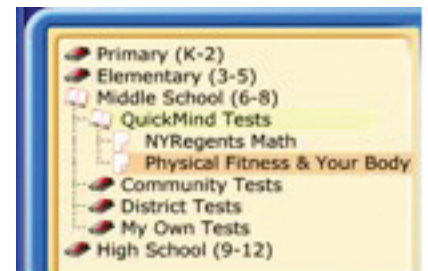 Primary (K-2)
Elementary (3-5)
Middle School (6-8)
QuickMind Tests
NYRegents Math
Physical Fitness & Your Body
Community Tests
District Tests
My Own Tests
High School (9-12)